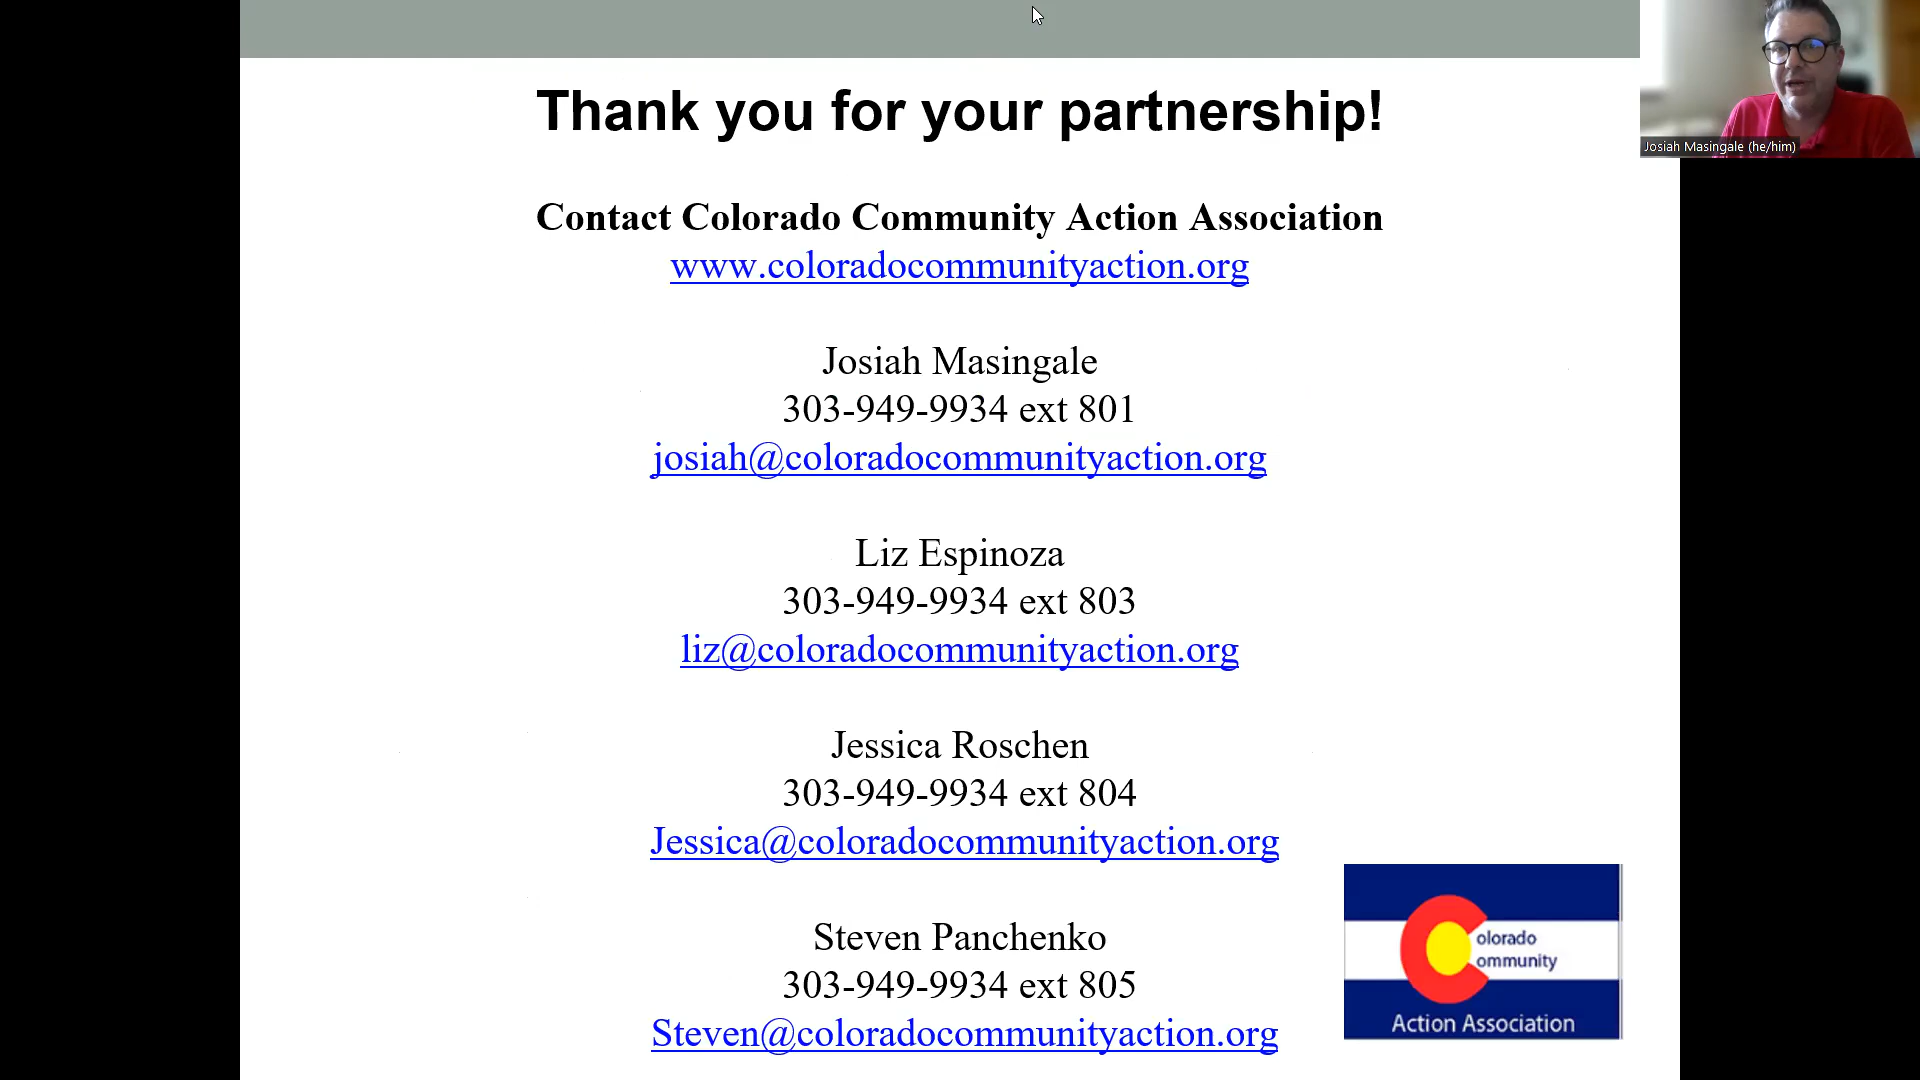 Thank you for your partnership!
Josiah Masingale (he/him)
Contact Colorado Community Action Association
www.coloradocommunityaction.org
Josiah Masingale
303-949-9934 ext 801
josiah@coloradocommunityaction.org
Liz Espinoza
303-949-9934 ext 803
liz@coloradocommunityaction.org
Jessica Roschen
303-949-9934 ext 804
Jessica@coloradocommunityaction.org
Steven Panchenko
303-949-9934 ext 805
Steven@coloradocommunityaction.org
Colorado
ommunity
Action Association